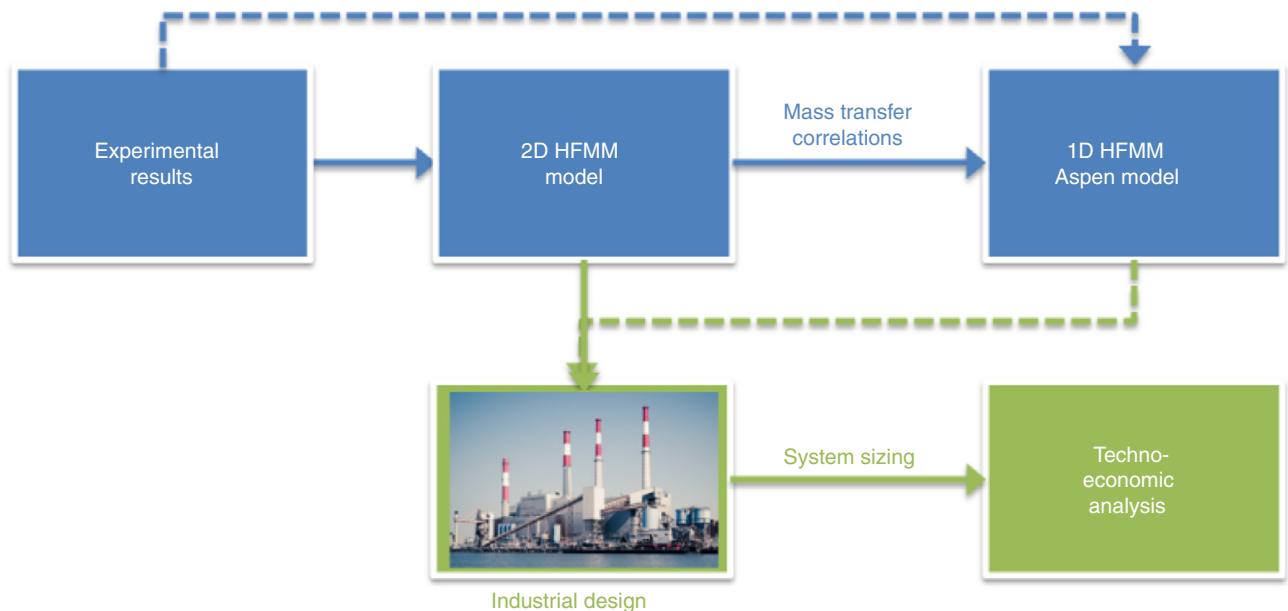 Experimental
results
2D HFMM
model
Mass transfer
correlations
1D HFMM
Aspen model
System sizing
Techno-
economic
analysis
Industrial design